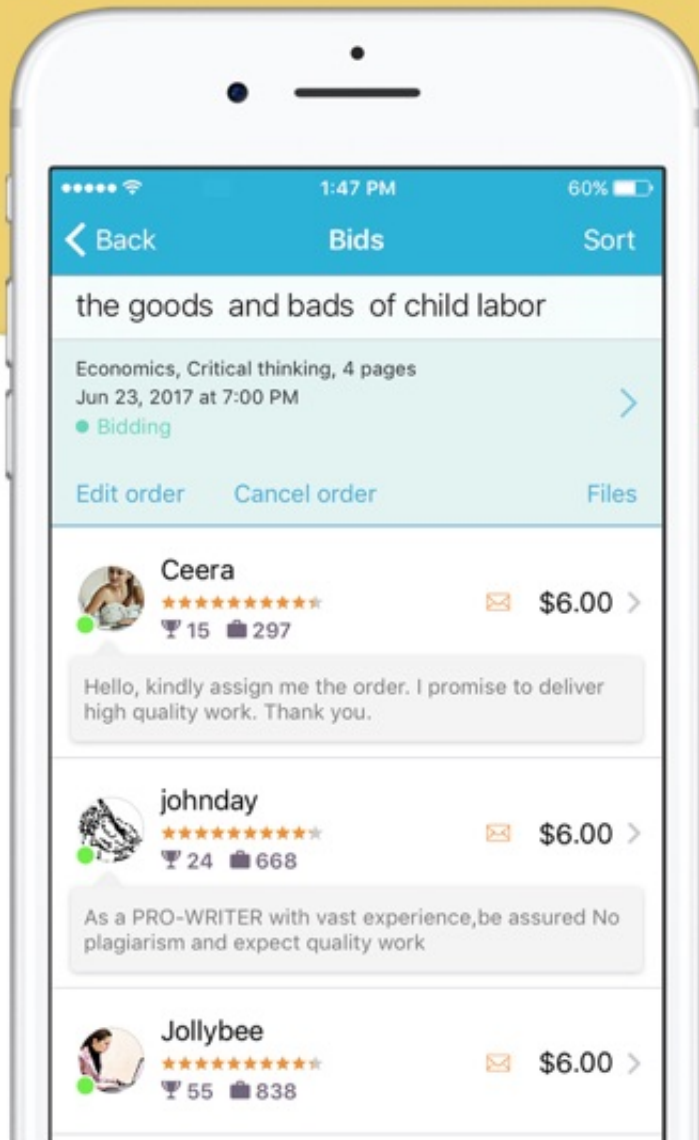 1:47 PM 60%
Back Bids Sort
the goods and bads of child labor
Economics, Critical thinking, 4 pages
Jun 23, 2017 at 7:00 PM
Bidding
Edit order Cancel order Files
Ceera
$6.00
15 297
Hello, kindly assign me the order. I promise to deliver
high quality work. Thank you.
johnday
$6.00
24 668
As a PRO-WRITER with vast experience,be assured No
plagiarism and expect quality work
Jollybee
$6.00
55 838